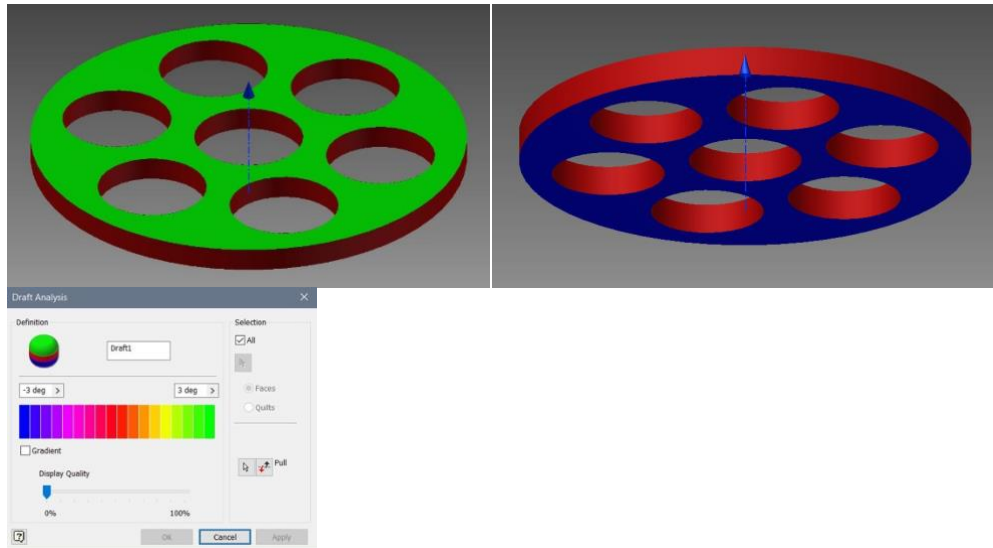 Draft Analysis
Definition
Selection
Draft1
All
-3 deg >
3 deg >
Faces
Quilts
Gradient
Pull
Display Quality
0%
100%
?
OK
Cancel
Apply